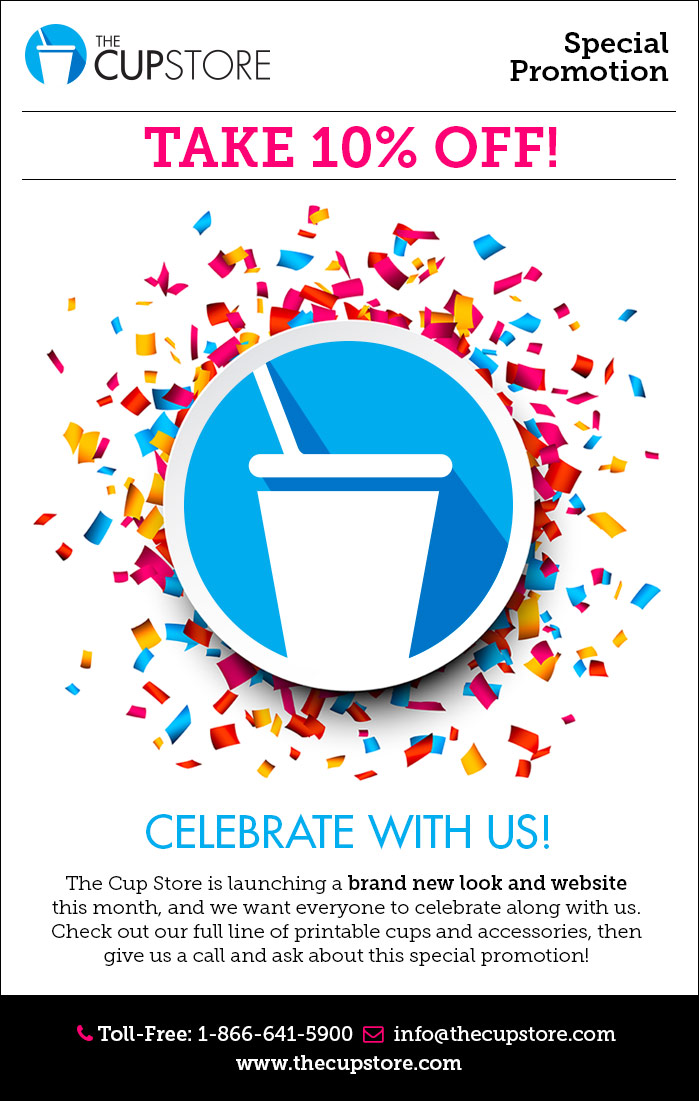 THE
CUPSTORE
Special
Promotion
TAKE 10% OFF!
CELEBRATE WITH US!
The Cup Store is launching a brand new look and website
this month, and we want everyone to celebrate along with us.
Check out our full line of printable cups and accessories, then
give us a call and ask about this special promotion!
Toll-Free: 1-866-641-5900 info@thecupstore.com
www.thecupstore.com